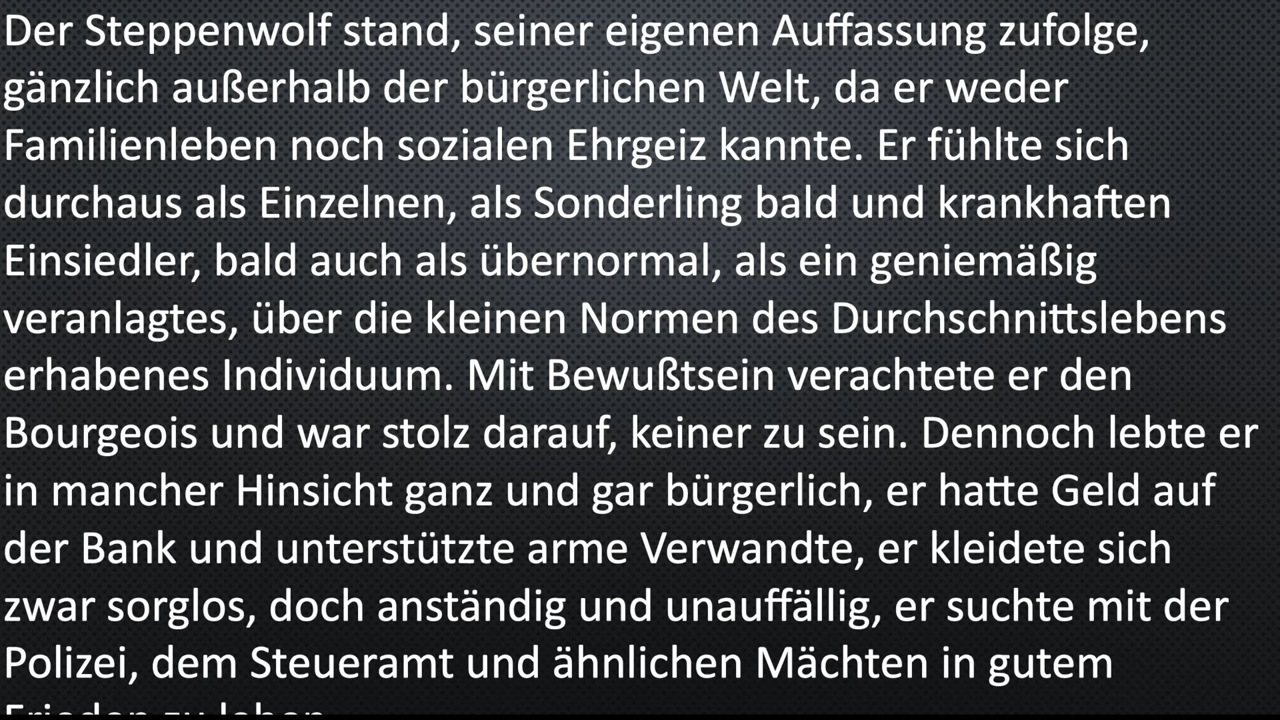 Der Steppenwolf stand, seiner eigenen Auffassung zufolge,
gänzlich außerhalb der bürgerlichen Welt, da er weder
Familienleben noch sozialen Ehrgeiz kannte. Er fühlte sich
durchaus als Einzelnen, als Sonderling bald und krankhaften
Einsiedler, bald auch als übernormal, als ein geniemäßig
veranlagtes, über die kleinen Normen des Durchschnittslebens
erhabenes Individuum. Mit Bewußtsein verachtete er den
Bourgeois und war stolz darauf, keiner zu sein. Dennoch lebte er
in mancher Hinsicht ganz und gar bürgerlich, er hatte Geld auf
der Bank und unterstützte arme Verwandte, er kleidete sich
zwar sorglos, doch anständig und unauffällig, er suchte mit der
Polizei, dem Steueramt und ähnlichen Mächten in gutem